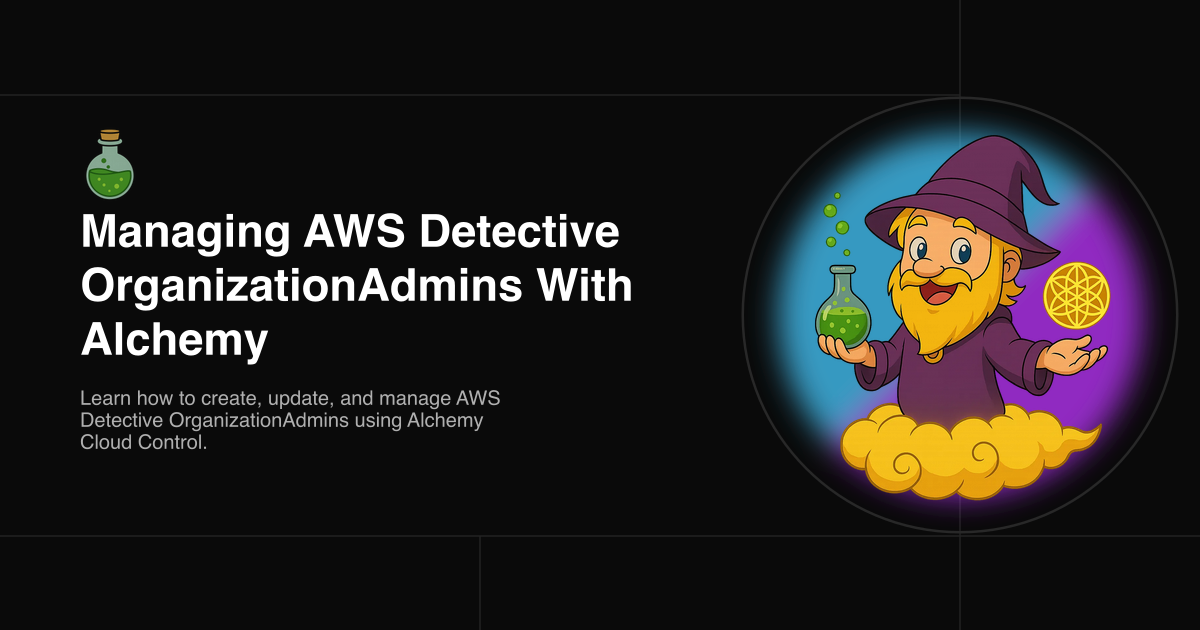 Managing AWS Detective
OrganizationAdmins With
Alchemy
Learn how to create, update, and manage AWS
Detective OrganizationAdmins using Alchemy
Cloud Control.